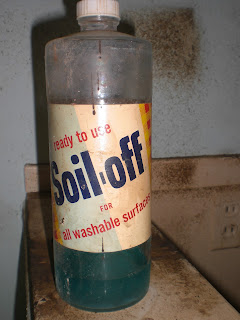 ready to use
Soil-off
FOR
all washable surfaces